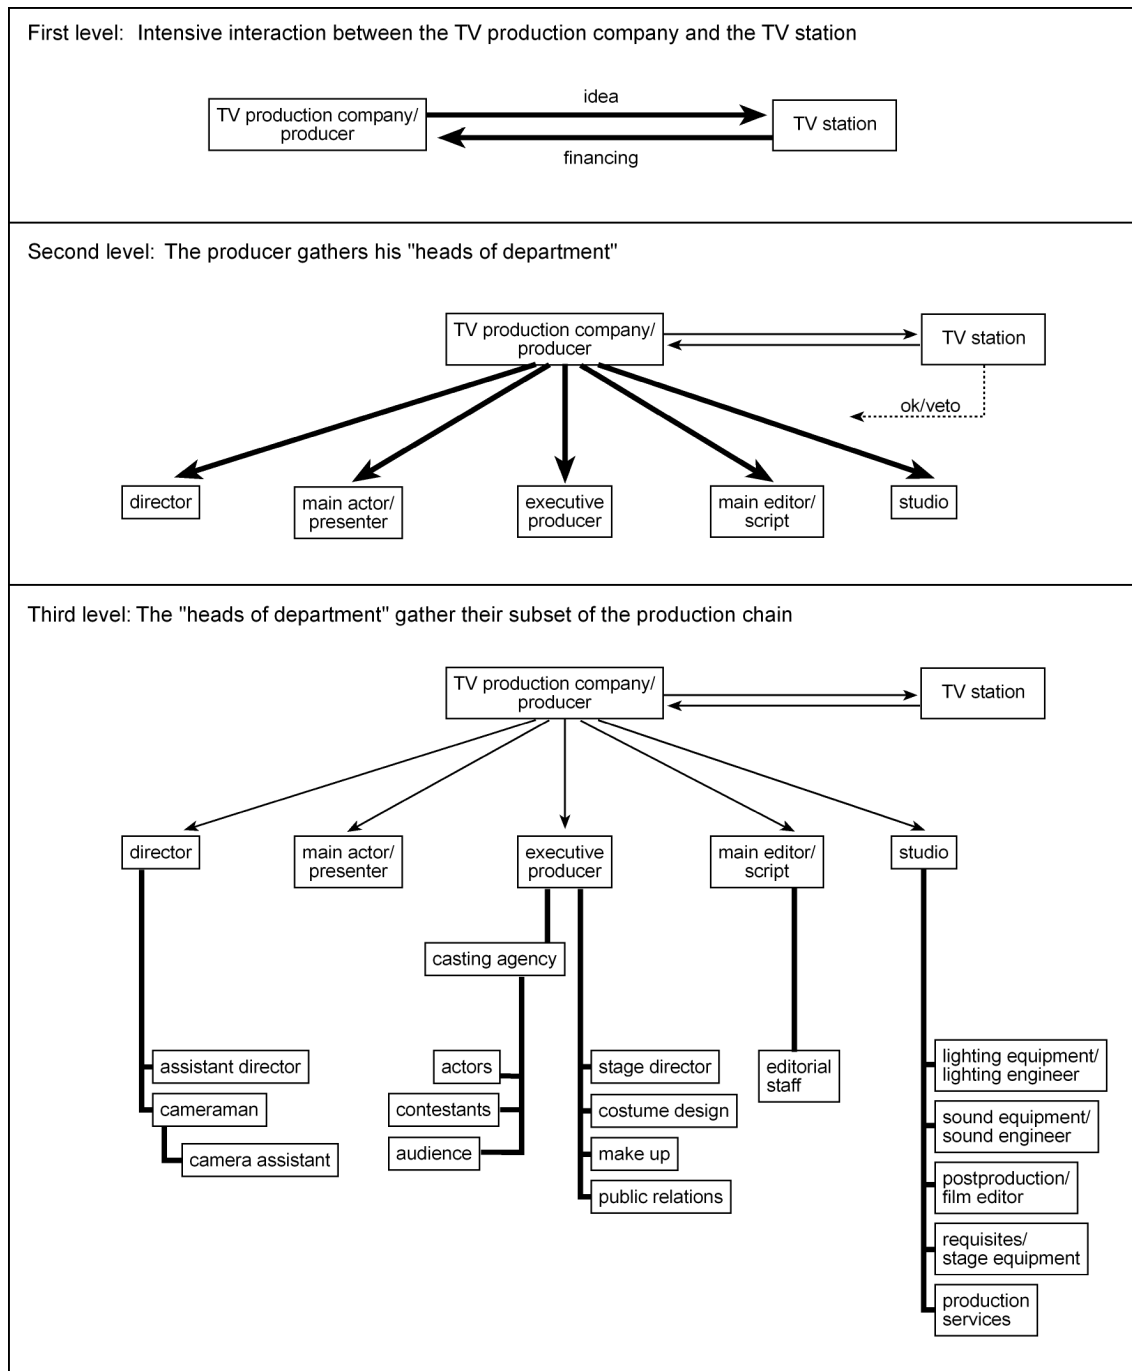 First level: Intensive interaction between the TV production company and the TV station
idea
TV production company/
producer
TV station
financing
Second level: The producer gathers his "heads of department"
TV production company/
producer
TV station
ok/veto
director
main actor/
presenter
executive
producer
main editor/
script
studio
Third level: The "heads of department" gather their subset of the production chain
TV production company/
producer
TV station
director
main actor/
presenter
executive
producer
main editor/
script
studio
casting agency
assistant director
cameraman
camera assistant
actors
contestants
audience
stage director
costume design
make up
public relations
editorial
staff
lighting equipment/
lighting engineer
sound equipment/
sound engineer
postproduction/
film editor
requisites/
stage equipment
production
services